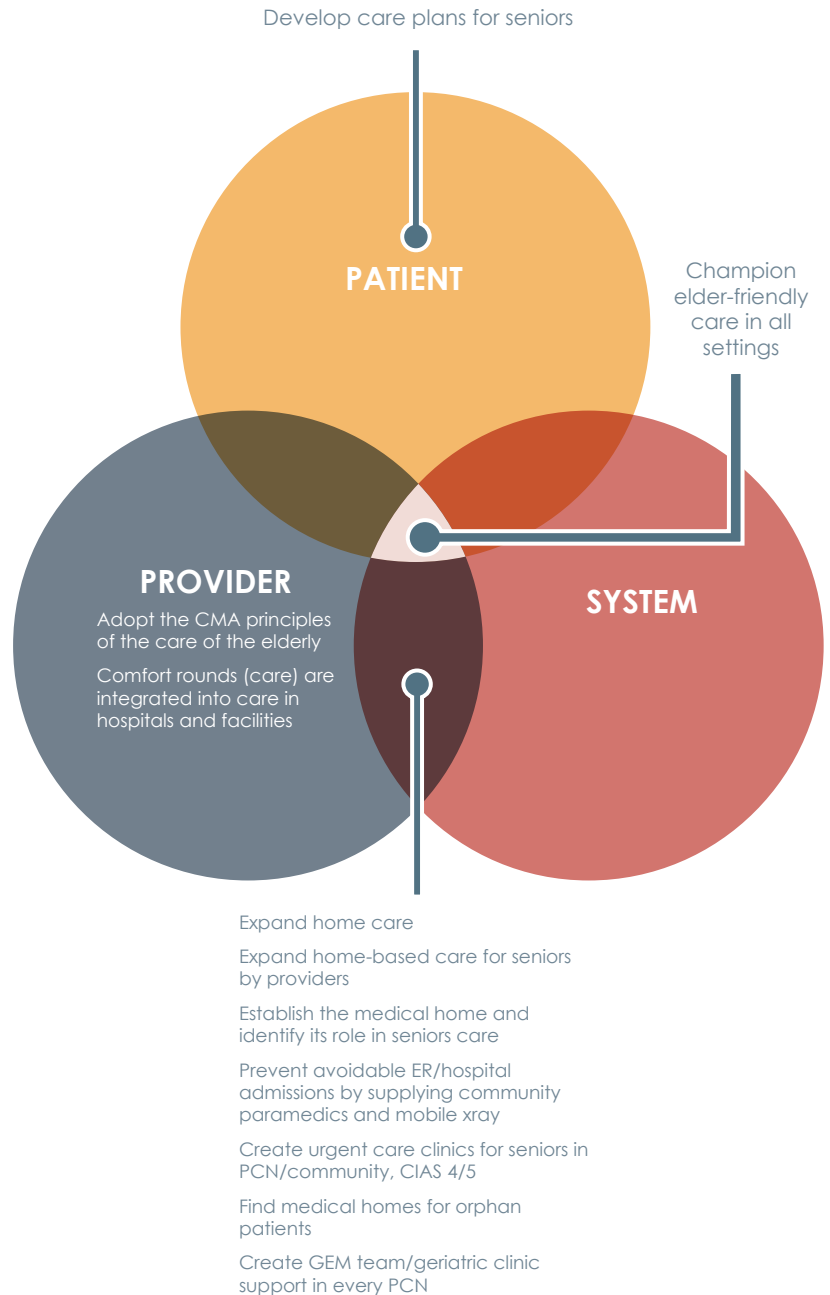 Develop care plans for seniors
PATIENT
Champion
elder-friendly
care in all
settings
PROVIDER
Adopt the CMA principles
of the care of the elderly
Comfort rounds (care) are
integrated into care in
hospitals and facilities
SYSTEM
Expand home care
Expand home-based care for seniors
by providers
Establish the medical home and
identify its role in seniors care
Prevent avoidable ER/hospital
admissions by supplying community
paramedics and mobile xray
Create urgent care clinics for seniors in
PCN/community, CIAS 4/5
Find medical homes for orphan
patients
Create GEM team/geriatric clinic
support in every PCN